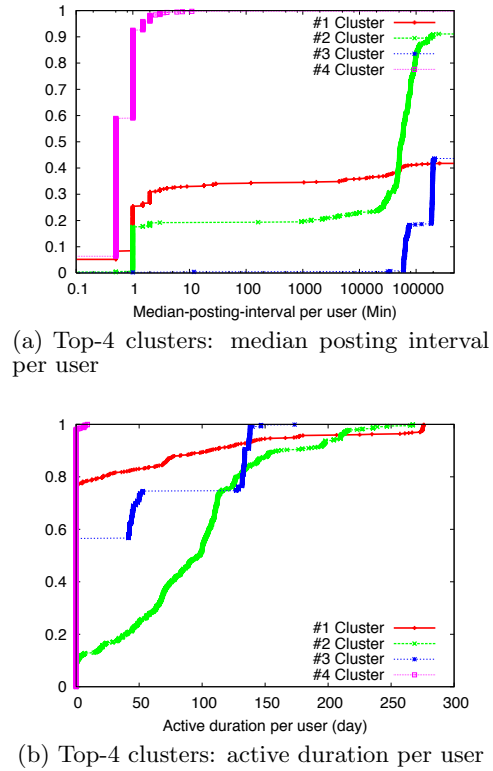 1
0.9
0.8
0.7
0.6
0.5
0.4
0.3
0.2
0.1
0
#1 Cluster
#2 Cluster
#3 Cluster
#4 Cluster
0.1 1 10 100 1000 10000 100000
Median-posting-interval per user (Min)
(a) Top-4 clusters: median posting interval
per user
1
0.8
0.6
0.4
0.2
0
#1 Cluster
#2 Cluster
#3 Cluster
#4 Cluster
0 50 100 150 200 250 300
Active duration per user (day)
(b) Top-4 clusters: active duration per user